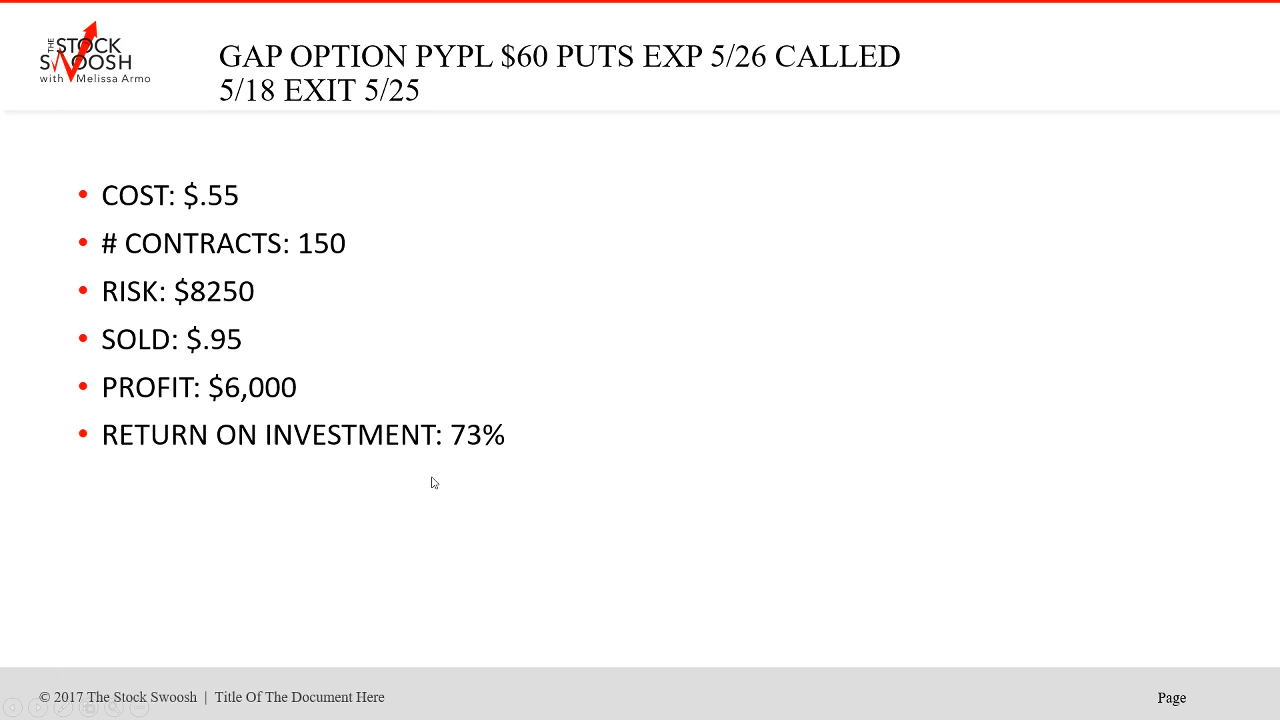 THE
STOCK
SWOOSH
with Melissa Armo
GAP OPTION PYPL $60 PUTS EXP 5/26 CALLED
5/18 EXIT 5/25
• COST: $.55
• # CONTRACTS: 150
• RISK: $8250
• SOLD: $.95
• PROFIT: $6,000
• RETURN ON INVESTMENT: 73%
© 2017 The Stock Swoosh | Title Of The Document Here
Page